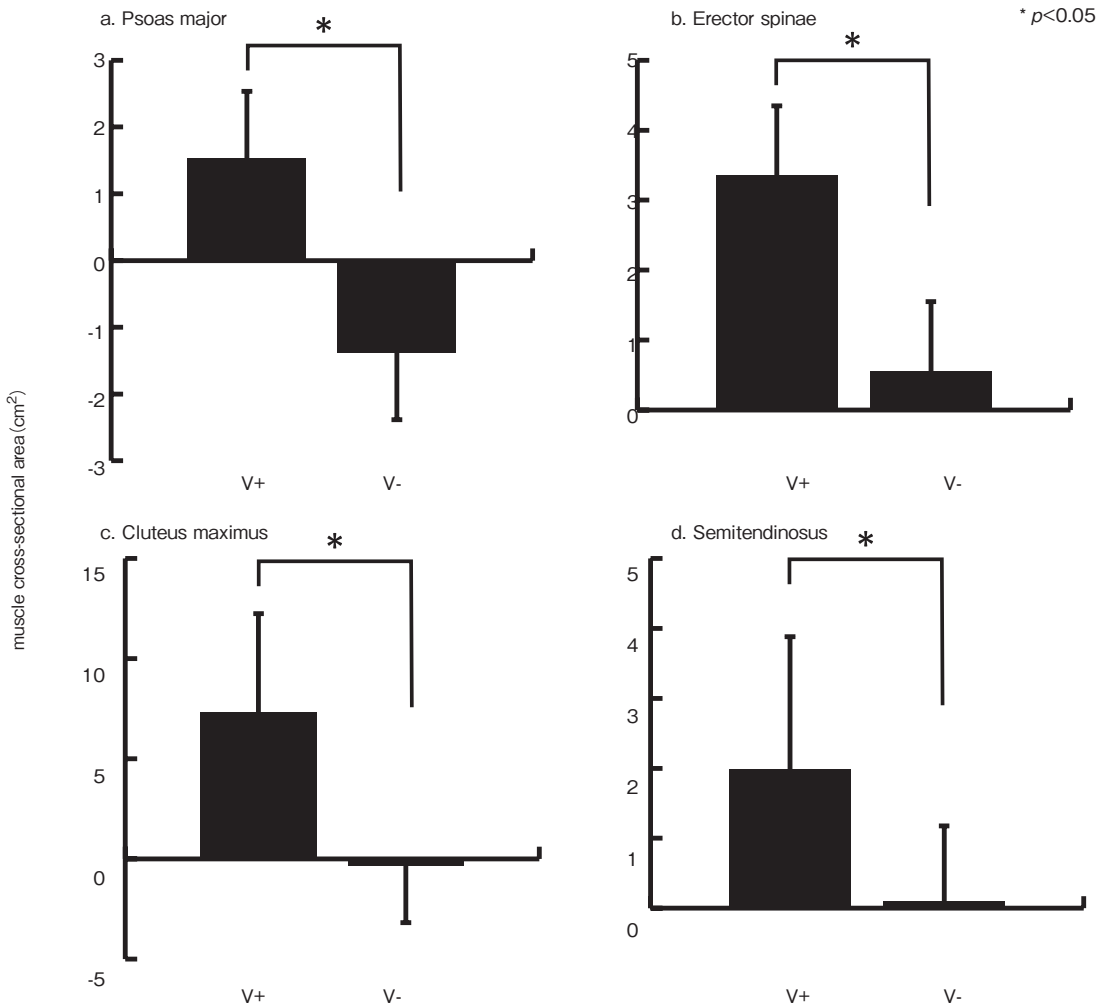 a. Psoas major
*
3
2
1
0
-1
-2
-3
V+ V-
b. Erector spinae
* p<0.05
*
5
4
3
2
1
0
V+ V-
muscle cross-sectional area(cm²)
c. Cluteus maximus
*
15
10
5
0
-5
V+ V-
d. Semitendinosus
*
5
4
3
2
1
0
V+ V-